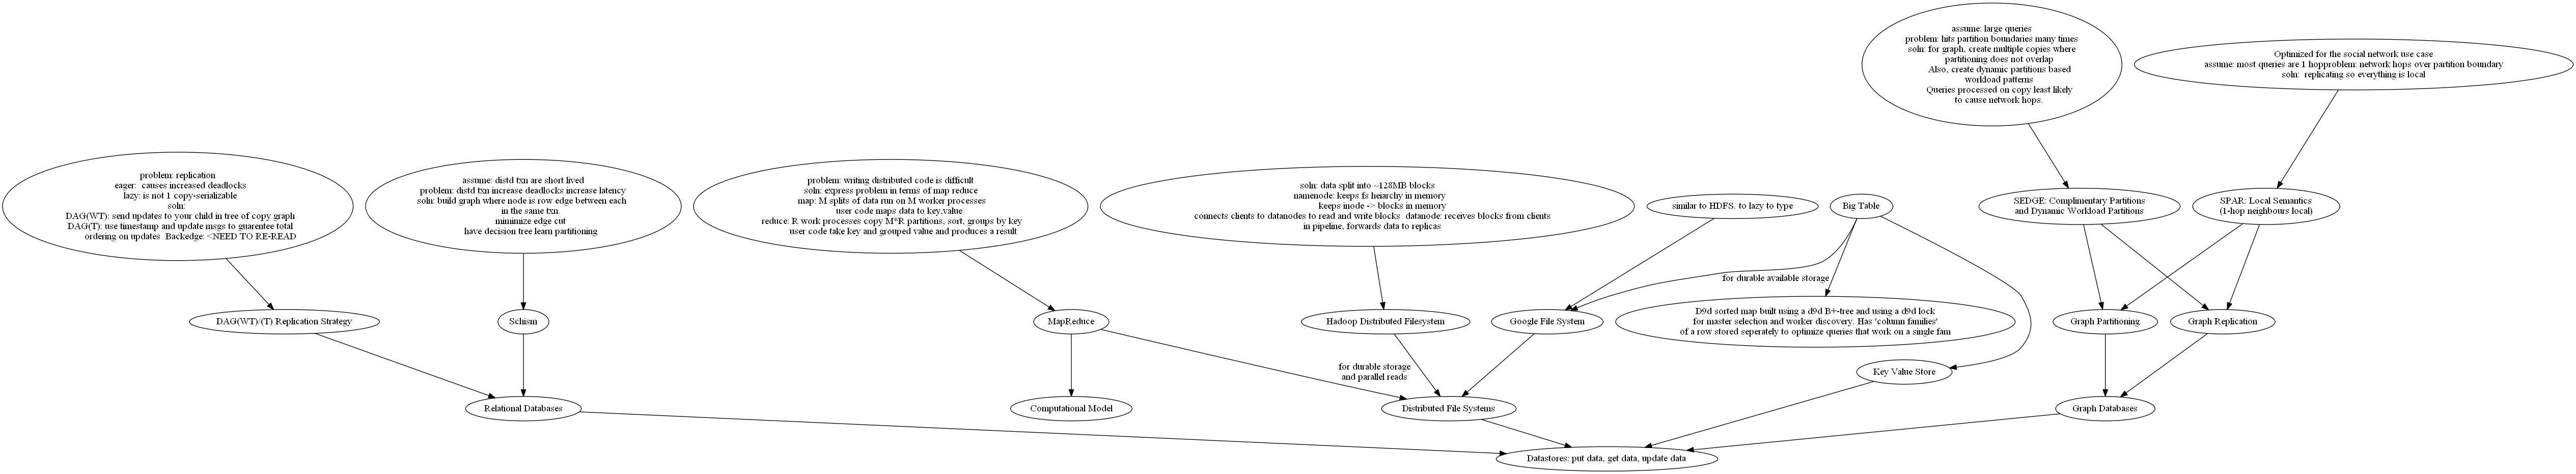 assume: large queries
problem: hits partition boundaries many times
soln: for graph, create multiple copies where
partitioning does not overlap
Also, create dynamic partitions based
workload patterns
Queries processed on copy least likely
to cause network hops.
Optimized for the social network use case
assume: most queries are 1 hopproblem: network hops over partition boundary
soln:  replicating so everything is local
problem: replication
eager:  causes increased deadlocks
lazy: is not 1 copy-serializable
soln:
DAG(WT): send updates to your child in tree of copy graph
DAG(T): use timestamp and update msgs to guarentee total
ordering on updates  Backedge: <NEED TO RE-READ
assume: distd txn are short lived
problem: distd txn increase deadlocks increase latency
soln: build graph where node is row edge between each
in the same txn.
mimimize edge cut
have decision tree learn partitioning
problem: writing distributed code is difficult
soln: express problem in terms of map reduce
map: M splits of data run on M worker processes
user code maps data to key,value
reduce: R work processes copy M*R partitions, sort, groups by key
user code take key and grouped value and produces a result
soln: data split into ~128MB blocks
namenode: keeps fs heiarchy in memory
keeps inode -> blocks in memory
connects clients to datanodes to read and write blocks  datanode: receives blocks from clients
in pipeline, forwards data to replicas
similar to HDFS. to lazy to type
Big Table
SEDGE: Complimentary Partitions
and Dynamic Workload Partitions
SPAR: Local Semantics
(1-hop neighbours local)
for durable available storage
DAG(WT)/(T) Replication Strategy
Schism
MapReduce
Hadoop Distributed Filesystem
Google File System
D9d sorted map built using a d9d B+-tree and using a d9d lock
for master selection and worker discovery. Has 'column families'
of a row stored seperately to optimize queries that work on a single fam
Graph Partitioning
Graph Replication
for durable storage
and parallel reads
Key Value Store
Relational Databases
Computational Model
Distributed File Systems
Graph Databases
Datastores: put data, get data, update data